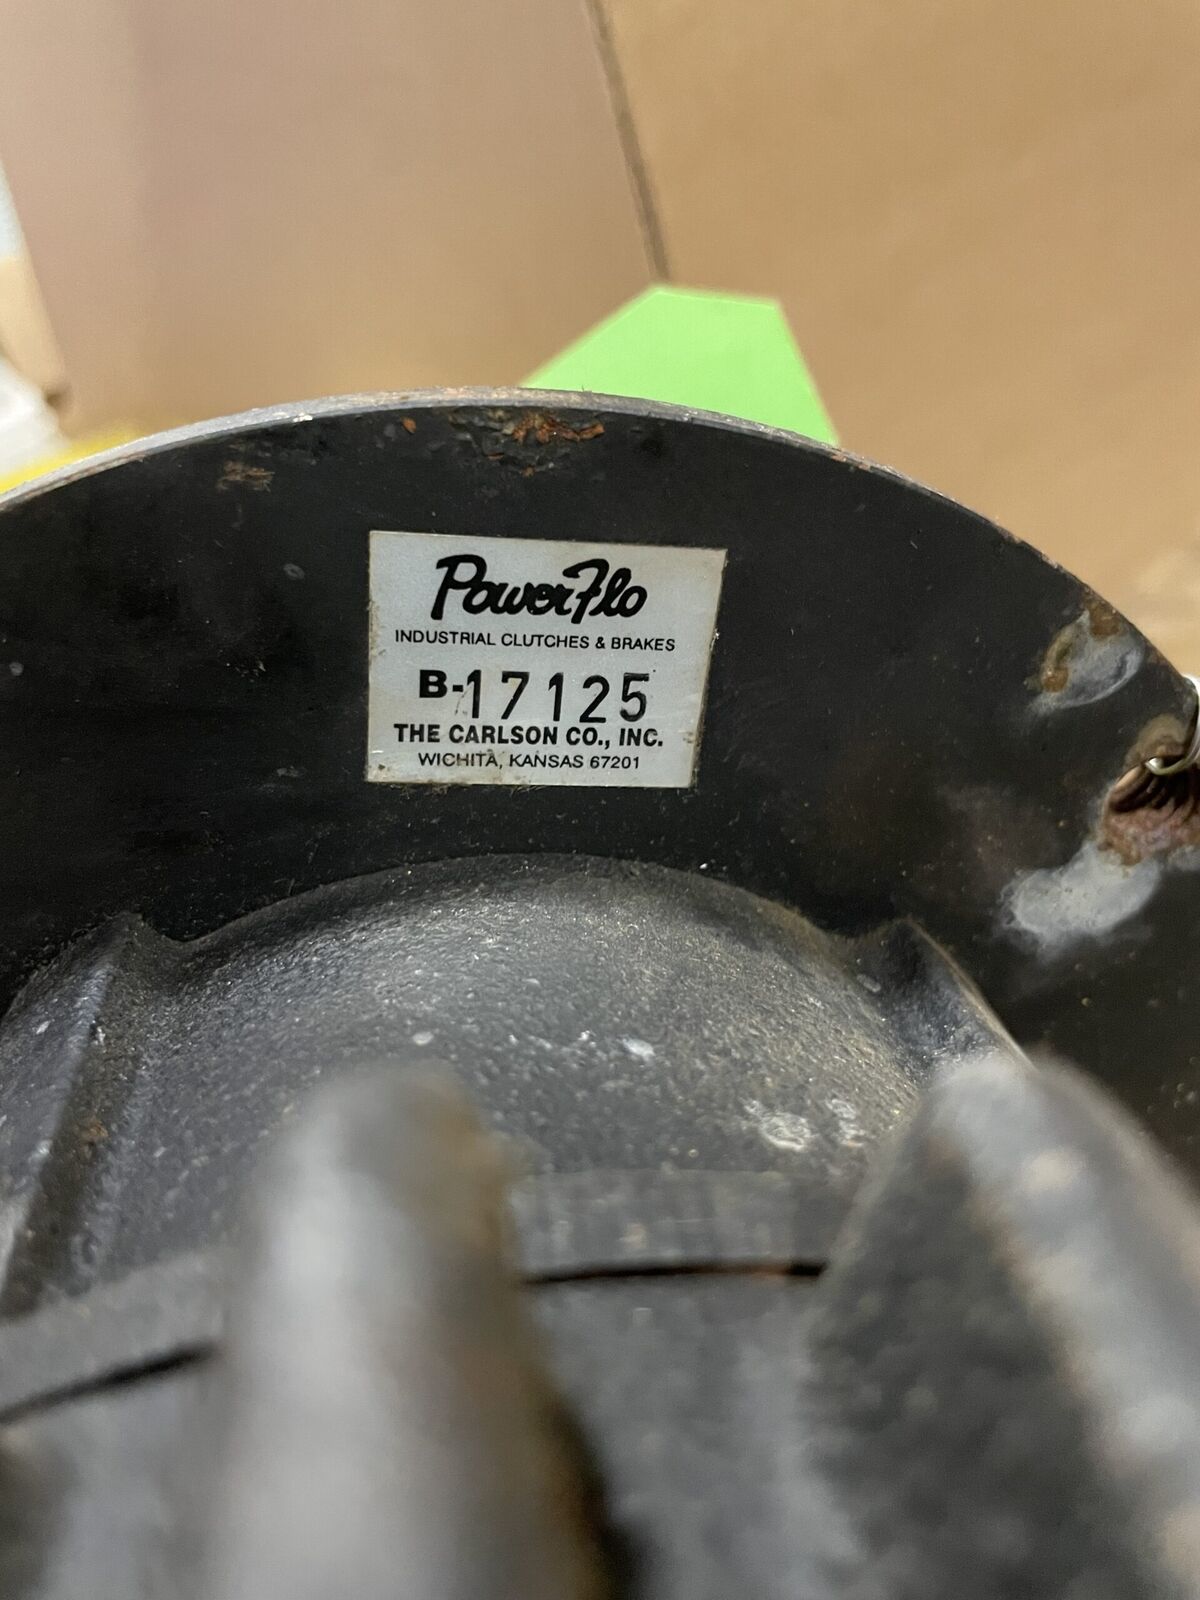 PowerFlo
INDUSTRIAL CLUTCHES & BRAKES
B-17125
THE CARLSON CO., INC.
WICHITA, KANSAS 67201